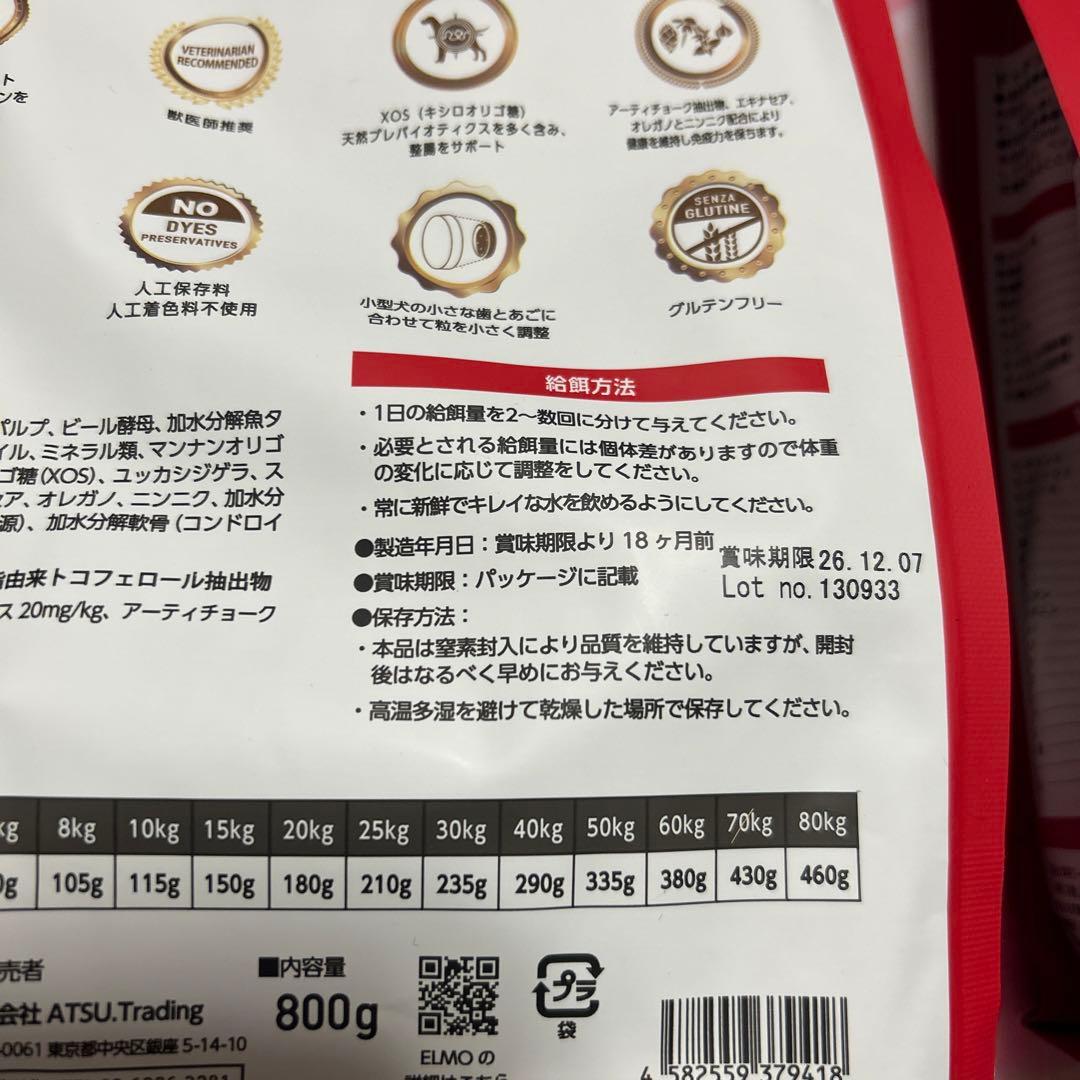 ト
ンを
VETERINARIAN
RECOMMENDED
獣医師推奨
XOS（キシロオリゴ糖）
天然プレバイオティクスを多く含み、
整腸をサポート
アーティチョーク抽出物、エキナセア、
オレガノとニンニク配合により
健康を維持し免疫力を保ちます。
NO
DYES
PRESERVATIVES
人工保存料
人工着色料不使用
小型犬の小さな歯とあごに
合わせて粒を小さく調整
SENZA
GLUTINE
グルテンフリー
給餌方法
・1日の給餌量を2〜数回に分けて与えてください。
・必要とされる給餌量には個体差がありますので体重
の変化に応じて調整をしてください。
・常に新鮮でキレイな水を飲めるようにしてください。
●製造年月日：賞味期限より 18 ヶ月前
●賞味期限：パッケージに記載
賞味期限26.12.07
Lot no.130933
●保存方法：
・本品は窒素封入により品質を維持していますが、開封
後はなるべく早めにお与えください。
・高温多湿を避けて乾燥した場所で保存してください。
パルプ、ビール酵母、加水分解魚タ
イル、ミネラル類、マンナンオリゴ
ゴ糖（XOS）、ユッカシジゲラ、ス
セア、オレガノ、ニンニク、加水分
源）、加水分解軟骨（コンドロイ
由来トコフェロール抽出物
ス 20mg/kg、アーティチョーク
kg 8kg 10kg 15kg 20kg 25kg 30kg 40kg 50kg 60kg 70kg 80kg
0g 105g 115g 150g 180g 210g 235g 290g 335g 380g 430g 460g
売者
会社 ATSU.Trading
-0061 東京都中央区銀座 5-14-10
■内容量
800g
ELMO の
プラ
袋
4 582559 379418